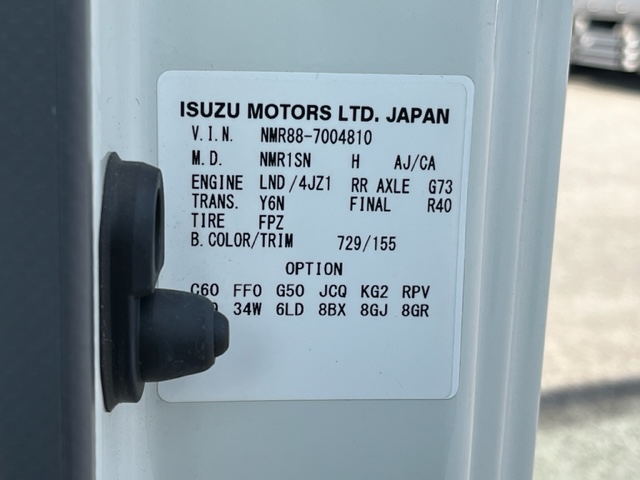 ISUZU MOTORS LTD. JAPAN
V.I.N. NMR88-7004810
M.D. NMR1SN H AJ/CA
ENGINE LND/4JZ1 RR AXLE G73
TRANS. Y6N FINAL R40
TIRE FPZ
B.COLOR/TRIM 729/155
OPTION
C60 FF0 G50 JCQ KG2 RPV
34W 6LD 8BX 8GJ 8GR